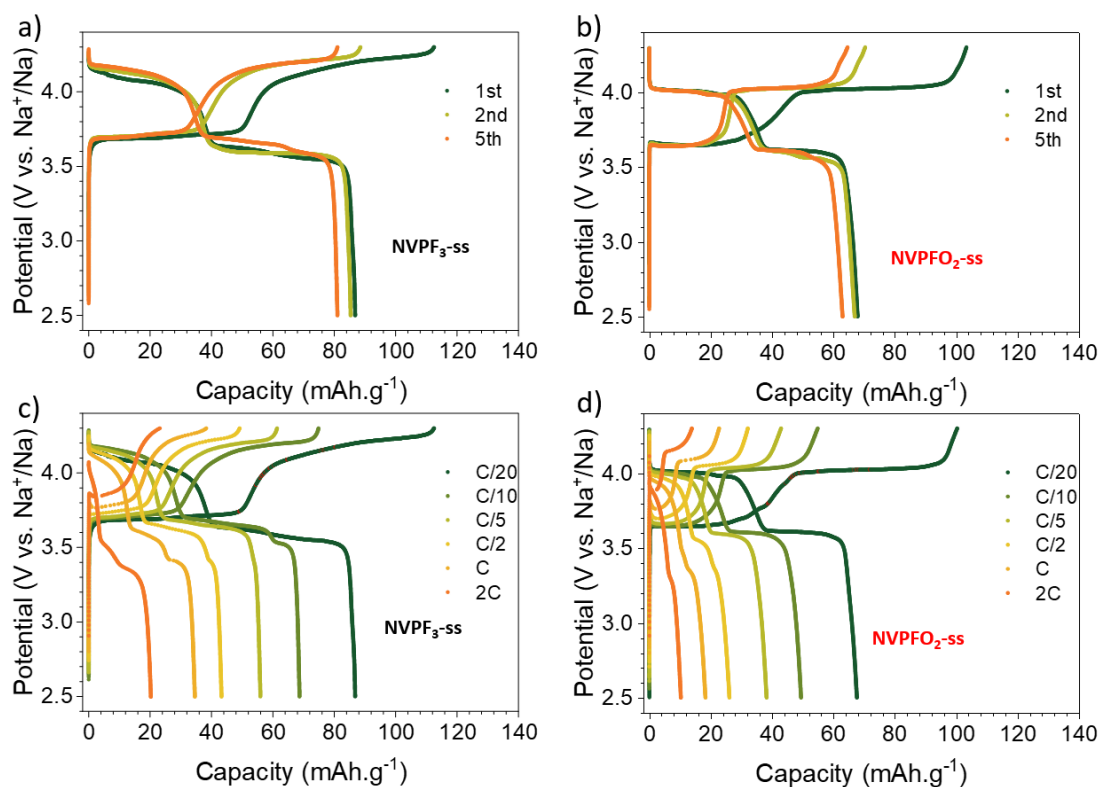 a)
Potential (V vs. Na⁺/Na)
4.0
3.5
3.0
2.5
1st
2nd
5th
NVPF₃-ss
0 20 40 60 80 100 120 140
Capacity (mAh.g⁻¹)
b)
Potential (V vs. Na⁺/Na)
4.0
3.5
3.0
2.5
1st
2nd
5th
NVPFO₂-ss
0 20 40 60 80 100 120 140
Capacity (mAh.g⁻¹)
c)
Potential (V vs. Na⁺/Na)
4.0
3.5
3.0
2.5
C/20
C/10
C/5
C/2
C
2C
NVPF₃-ss
0 20 40 60 80 100 120 140
Capacity (mAh.g⁻¹)
d)
Potential (V vs. Na⁺/Na)
4.0
3.5
3.0
2.5
C/20
C/10
C/5
C/2
C
2C
NVPFO₂-ss
0 20 40 60 80 100 120 140
Capacity (mAh.g⁻¹)